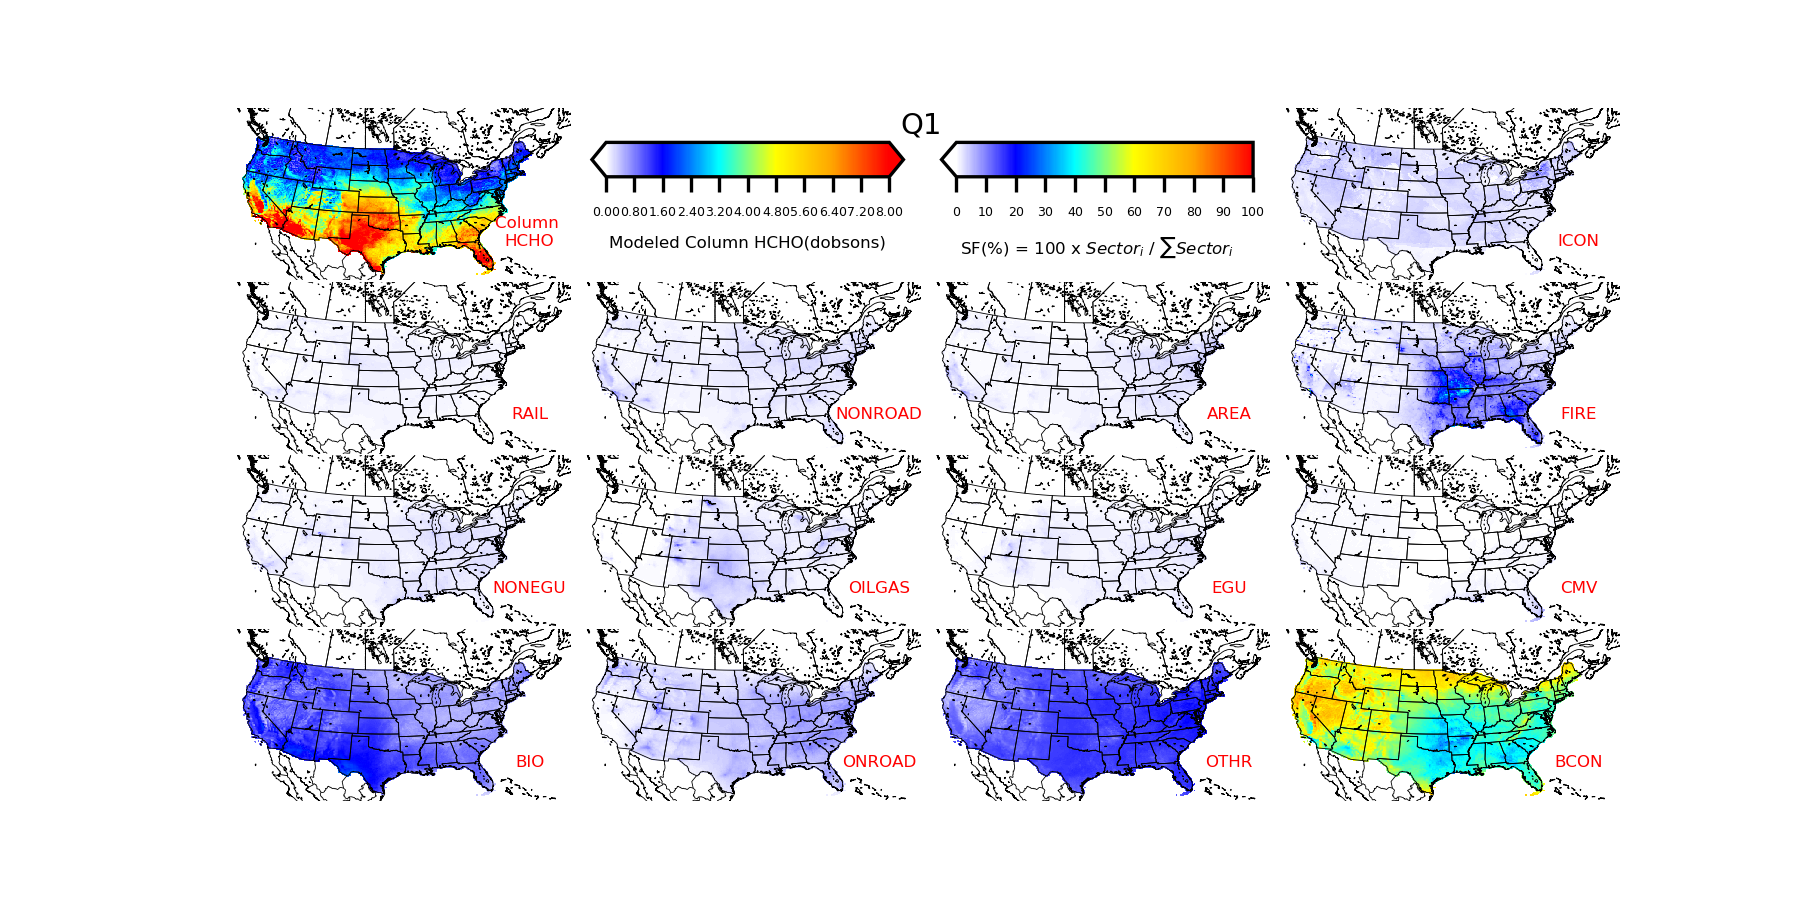 Q1
Column
HCHO
0.00 0.80 1.60 2.40 3.20 4.00 4.80 5.60 6.40 7.20 8.00
Modeled Column HCHO(dobsons)
0 10 20 30 40 50 60 70 80 90 100
SF(%) = 100 x Sectorᵢ / ∑Sectorᵢ
ICON
RAIL
NONROAD
AREA
FIRE
NONEGU
OILGAS
EGU
CMV
BIO
ONROAD
OTHR
BCON